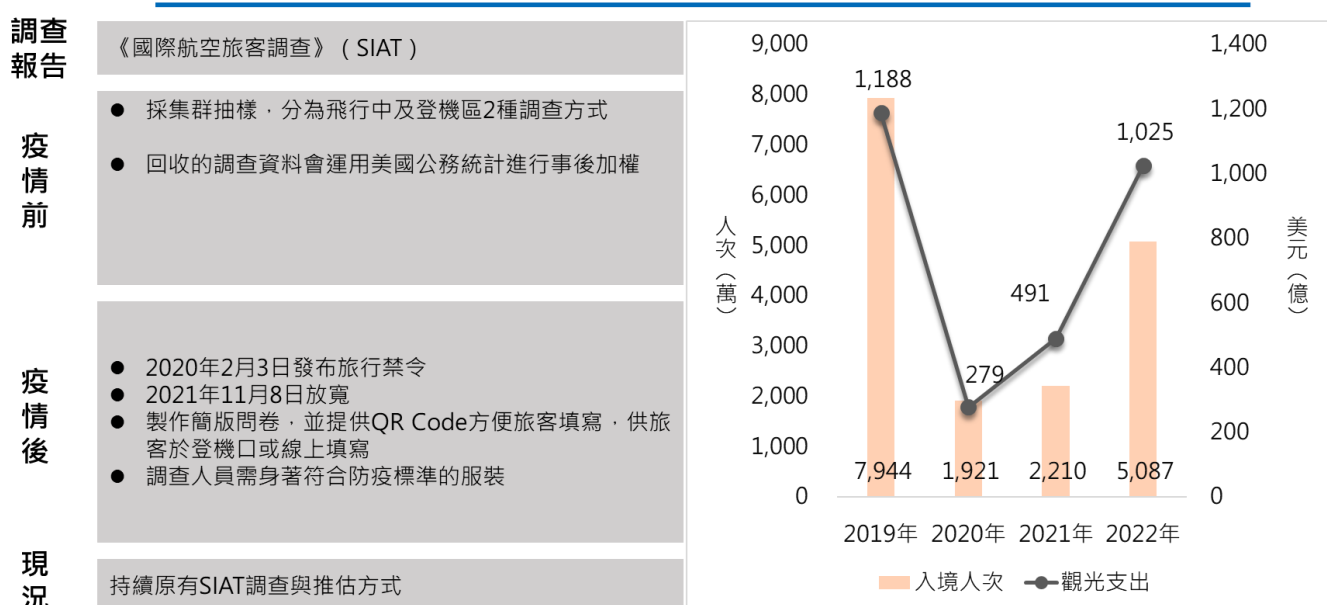 調查
報告
《國際航空旅客調查》（SIAT）
疫
情
前
● 採集群抽樣，分為飛行中及登機區2種調查方式
● 回收的調查資料會運用美國公務統計進行事後加權
疫
情
後
● 2020年2月3日發布旅行禁令
● 2021年11月8日放寬
● 製作簡版問卷，並提供QR Code方便旅客填寫，供旅
客於登機口或線上填寫
● 調查人員需身著符合防疫標準的服裝
現
況
持續原有SIAT調查與推估方式
人次（萬）
9,000
8,000
7,000
6,000
5,000
4,000
3,000
2,000
1,000
0
1,188
279
491
1,025
7,944 1,921 2,210 5,087
1,400
1,200
1,000
800
600
400
200
0
美元（億）
2019年 2020年 2021年 2022年
入境人次 觀光支出